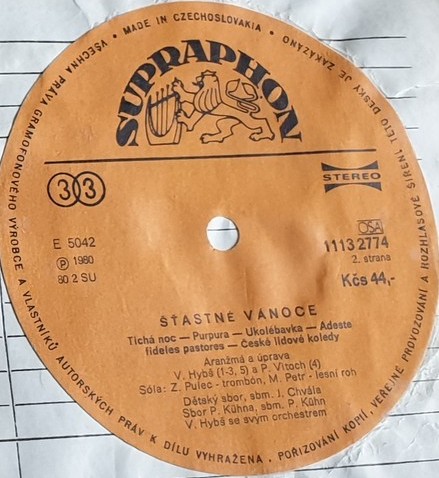 VŠECHNA PRÁVA GRAMOFONOVÉHO VÝROBCE A VLASTNÍKŮ AUTORSKÝCH PRÁV K DÍLU VYHRAŽENA . POŘIZOVÁNÍ KOPIÍ, VEŘEJNÉ PROVOZOVÁNÍ A ROZHLASOVÉ ŠÍŘENÍ TÉTO DESKY JE ZAKÁZÁNO • MADE IN CZECHOSLOVAKIA •
SUPRAPHON
33
STEREO
E 5042
Ⓟ 1980
80 2 SU
OSA
1113 2774
2. strana
Kčs 44,-
ŠŤASTNÉ VÁNOCE
Tichá noc — Purpura — Ukolébavka — Adeste
fideles pastores — České lidové koledy
Aranžmá a úprava
V. Hybš (1-3, 5) a P. Vitoch (4)
Sóla: Z. Pulec - trombón, M. Petr - lesní roh
Dětský sbor, sbm. J. Chvála
Sbor P. Kühna, sbm. P. Kühn
V. Hybš se svým orchestrem